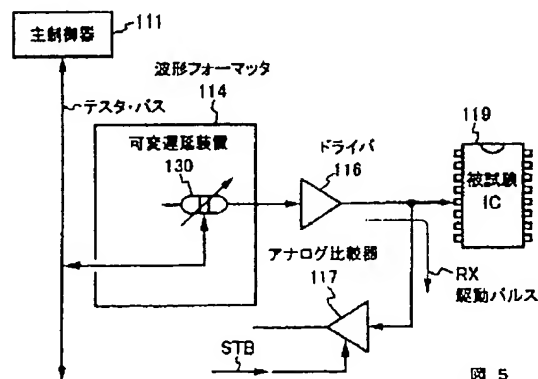 主制御器
111
波形フォーマッタ
114
テスタ・バス
可変遅延装置
130
ドライバ
116
119
被試験
IC
アナログ比較器
117
RX
駆動パルス
STB
図 5